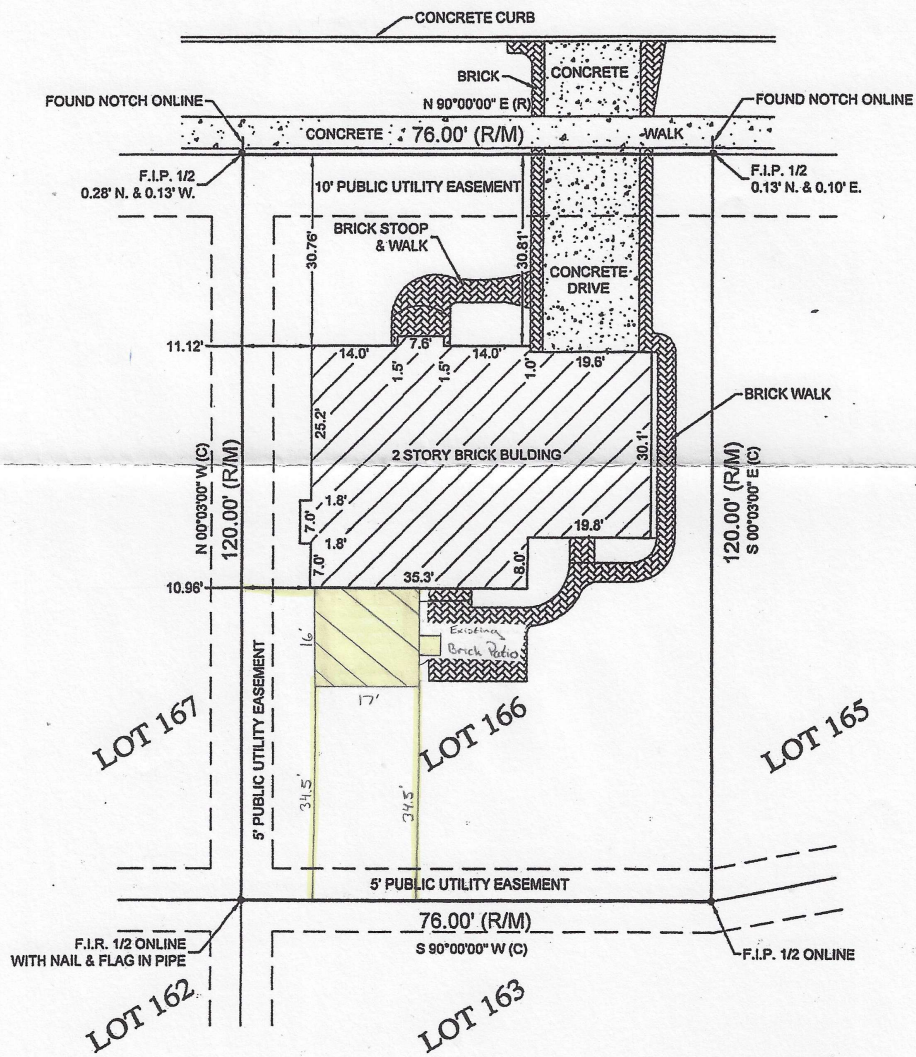 CONCRETE CURB
BRICK
CONCRETE
FOUND NOTCH ONLINE
N 90°00'00" E (R)
FOUND NOTCH ONLINE
CONCRETE 76.00' (R/M) WALK
F.I.P. 1/2
0.28' N. & 0.13' W.
F.I.P. 1/2
0.13' N. & 0.10' E.
10' PUBLIC UTILITY EASEMENT
30.76'
30.81'
BRICK STOOP
& WALK
CONCRETE
DRIVE
11.12'
14.0'
7.6'
14.0'
19.6'
1.5'
1.5'
1.0'
BRICK WALK
25.2'
2 STORY BRICK BULDING
30.1'
N 00°03'00" W (C)
120.00' (R/M)
120.00' (R/M)
S 00°03'00" E (C)
1.8'
7.0'
1.8'
19.8'
7.0'
8.0'
35.3'
10.96'
16'
Existing
Brick Patio
17'
5' PUBLIC UTILITY EASEMENT
LOT 167
LOT 166
LOT 165
34.5'
34.5'
5' PUBLIC UTILITY EASEMENT
76.00' (R/M)
S 90°00'00" W (C)
F.I.R. 1/2 ONLINE
WITH NAIL & FLAG IN PIPE
F.I.P. 1/2 ONLINE
LOT 162
LOT 163